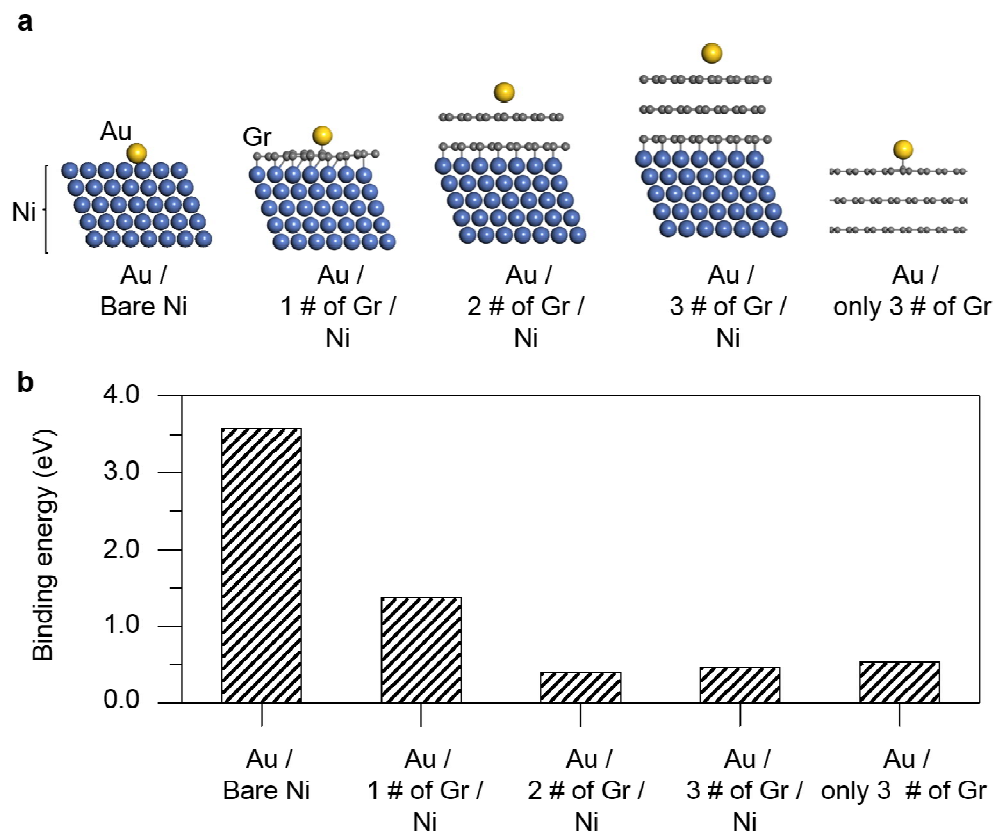 a
Au
Gr
Ni
Au /
Bare Ni
Au /
1 # of Gr /
Ni
Au /
2 # of Gr /
Ni
Au /
3 # of Gr /
Ni
Au /
only 3 # of Gr
b
Binding energy (eV)
4.0
3.0
2.0
1.0
0.0
Au /
Bare Ni
Au /
1 # of Gr /
Ni
Au /
2 # of Gr /
Ni
Au /
3 # of Gr /
Ni
Au /
only 3 # of Gr